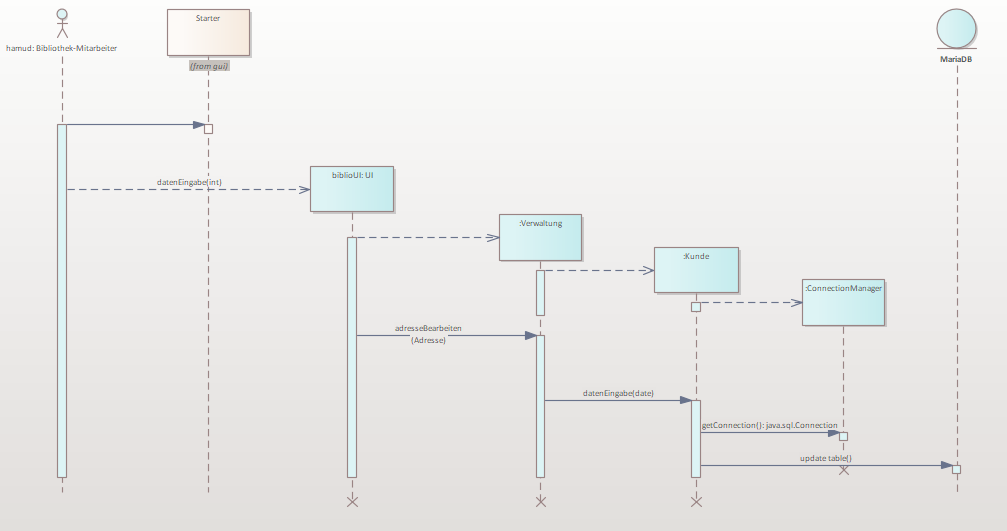 Starter
hamud: Bibliothek-Mitarbeiter
(from gui)
MariaDB
datenEingabe(int)
biblioUI: UI
:Verwaltung
:Kunde
:ConnectionManager
adresseBearbeiten
(Adresse)
datenEingabe(date)
getConnection(): java.sql.Connection
update table()